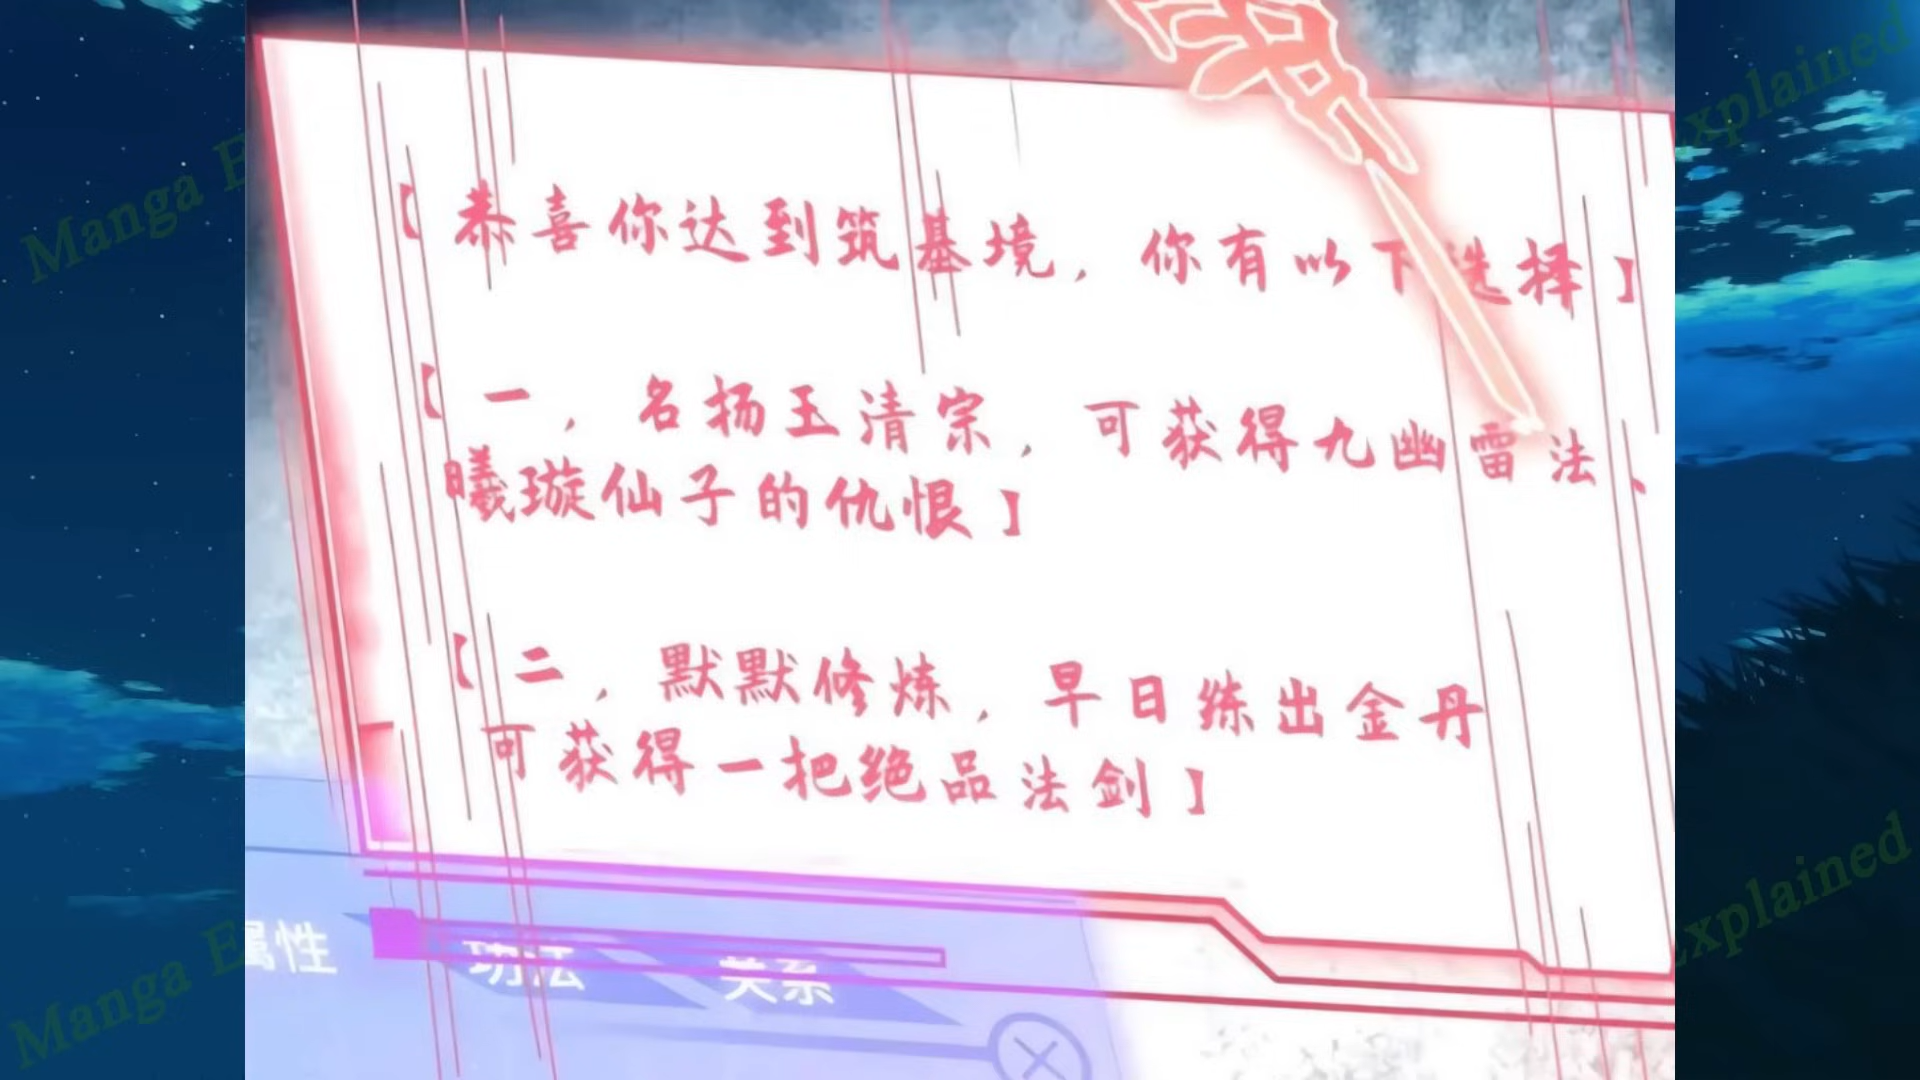 【恭喜你达到筑基境，你有以下选择】
【一，名扬玉清宗，可获得九幽雷法、
曦璇仙子的仇恨】
【二，默默修炼，早日练出金丹
可获得一把绝品法剑】
属性 功法 关系
Manga E
xplained
Manga E
xplained